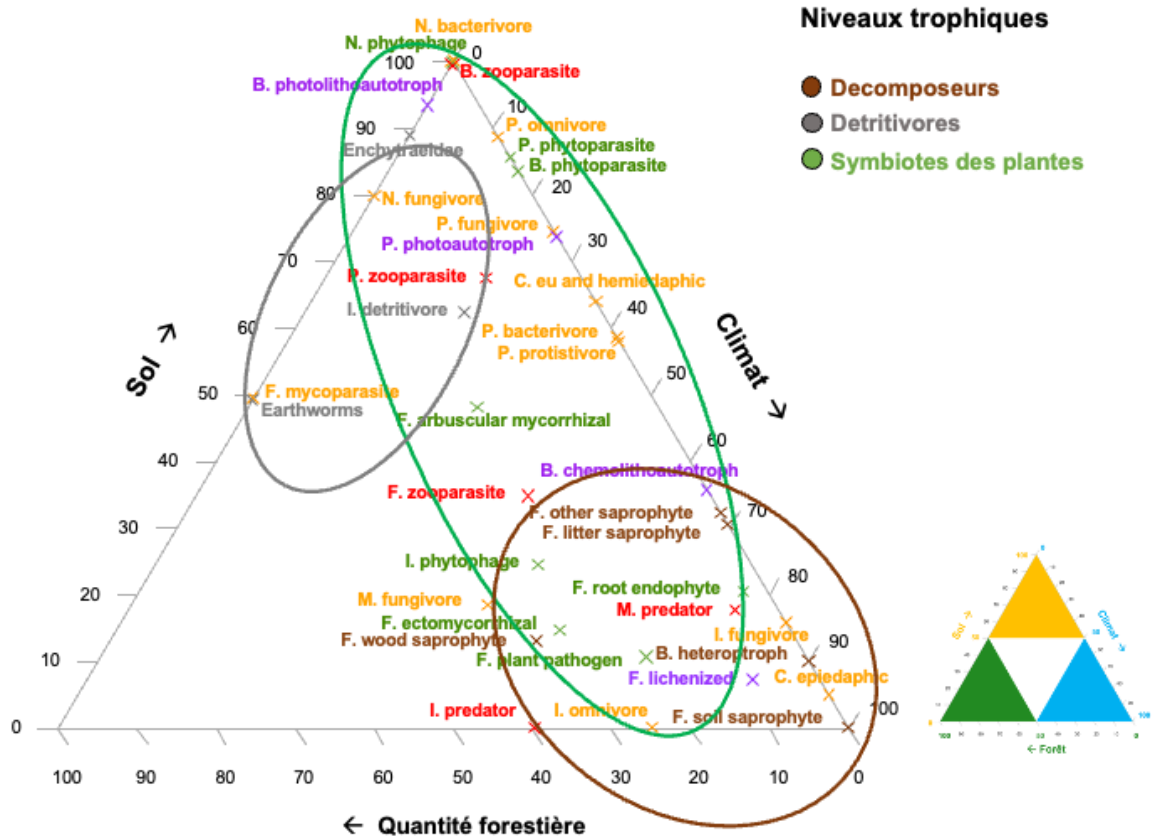 Niveaux trophiques
Decomposeurs
Detritivores
Symbiotes des plantes
N. bacterivore
N. phytophage
0
100
B. zooparasite
B. photolithoautotroph
10
90
P. omnivore
Enchytraeidae
P. phytoparasite
B. phytoparasite
20
80
N. fungivore
P. fungivore
P. photoautotroph
30
70
P. zooparasite
C. eu and hemiedaphic
I. detritivore
40
60
P. bacterivore
P. protistivore
Sol →
Climat →
50
50
F. mycoparasite
Earthworms
F. arbuscular mycorrhizal
60
40
B. chemolithoautotroph
F. zooparasite
70
F. other saprophyte
30
F. litter saprophyte
I. phytophage
80
F. root endophyte
20
M. fungivore
M. predator
F. ectomycorrhizal
I. fungivore
F. wood saprophyte
90
10
F. plant pathogen
B. heteroptroph
F. lichenized
C. epiedaphic
I. predator
I. omnivore
F. soil saprophyte
100
0
100 90 80 70 60 50 40 30 20 10 0
← Quantité forestière
Sol →
Climat →
← Forêt